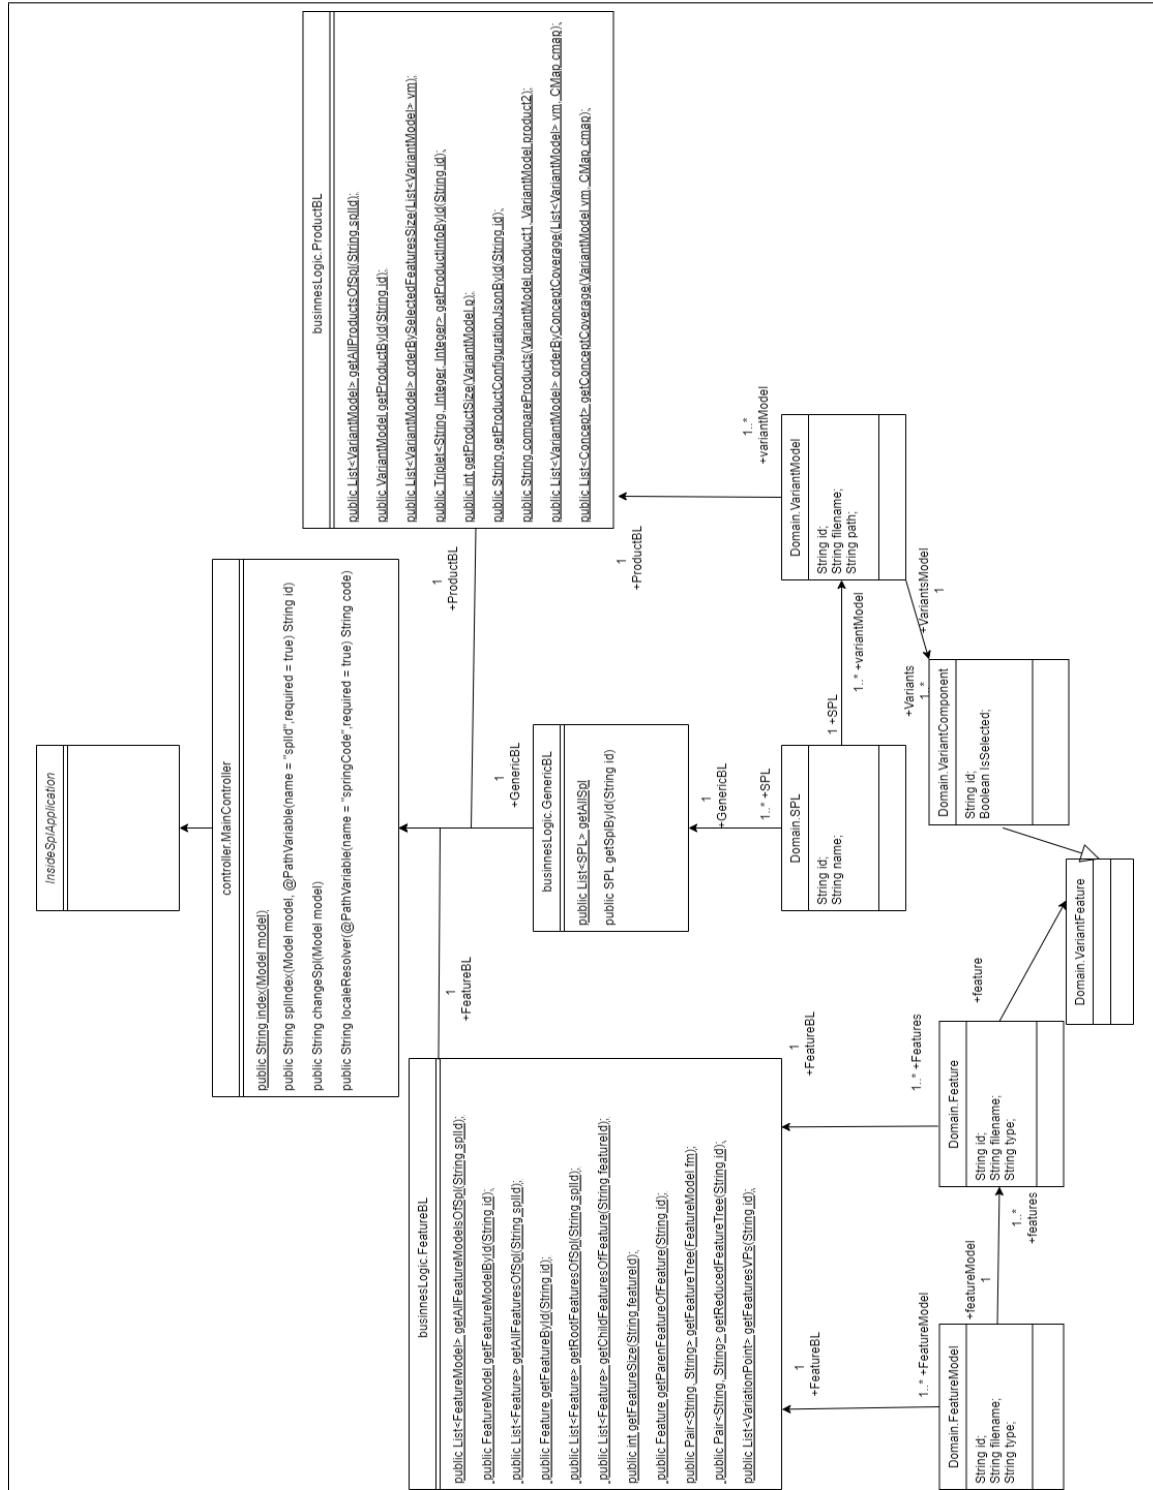 InsideSplApplication
controller.MainController
public String index(Model model)
public String splIndex(Model model, @PathVariable(name = "splId",required = true) String id)
public String changeSpl(Model model)
public String localeResolver(@PathVariable(name = "springCode",required = true) String code)
1
+FeatureBL
1
+GenericBL
1
+ProductBL
businnesLogic.FeatureBL
public List<FeatureModel> getAllFeatureModelsOfSpl(String splId);
public FeatureModel getFeatureModelById(String id);
public List<Feature> getAllFeaturesOfSpl(String splId);
public Feature getFeatureById(String id);
public List<Feature> getRootFeaturesOfSpl(String splId);
public List<Feature> getChildFeaturesOfFeature(String featureId);
public int getFeatureSize(String featureId);
public Feature getParenFeatureOfFeature(String id);
public Pair<String, String> getFeatureTree(FeatureModel fm);
public Pair<String, String> getReducedFeatureTree(String id);
public List<VariationPoint> getFeaturesVPs(String id);
businnesLogic.GenericBL
public List<SPL> getAllSpl
public SPL getSplById(String id)
businnesLogic.ProductBL
public List<VariantModel> getAllProductsOfSpl(String splId);
public VariantModel getProductById(String id);
public List<VariantModel> orderBySelectedFeaturesSize(List<VariantModel> vm);
public Triplet<String, Integer, Integer> getProductInfoById(String id);
public int getProductSize(VariantModel p);
public String getProductConfigurationJsonById(String id);
public String compareProducts(VariantModel product1, VariantModel product2);
public List<VariantModel> orderByConceptCoverage(List<VariantModel> vm, CMap cmap);
public List<Concept> getConceptCoverage(VariantModel vm, CMap cmap);
1
+FeatureBL
1
+FeatureBL
1
+GenericBL
1
+ProductBL
1..* +FeatureModel
1..* +Features
1..* +SPL
1..*
+variantModel
Domain.FeatureModel
String id;
String filename;
String type;
+featureModel
1
1..*
+features
Domain.Feature
String id;
String filename;
String type;
+feature
Domain.SPL
String id;
String name;
1 +SPL
1..* +variantModel
Domain.VariantModel
String id;
String filename;
String path;
+VariantsModel
1
+Variants
1..*
Domain.VariantComponent
String id;
Boolean IsSelected;
Domain.VariantFeature